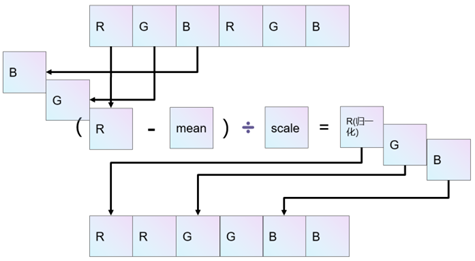 R G B R G B
B
G
( R - mean ) ÷ scale = R(归一化)
G
B
R R G G B B